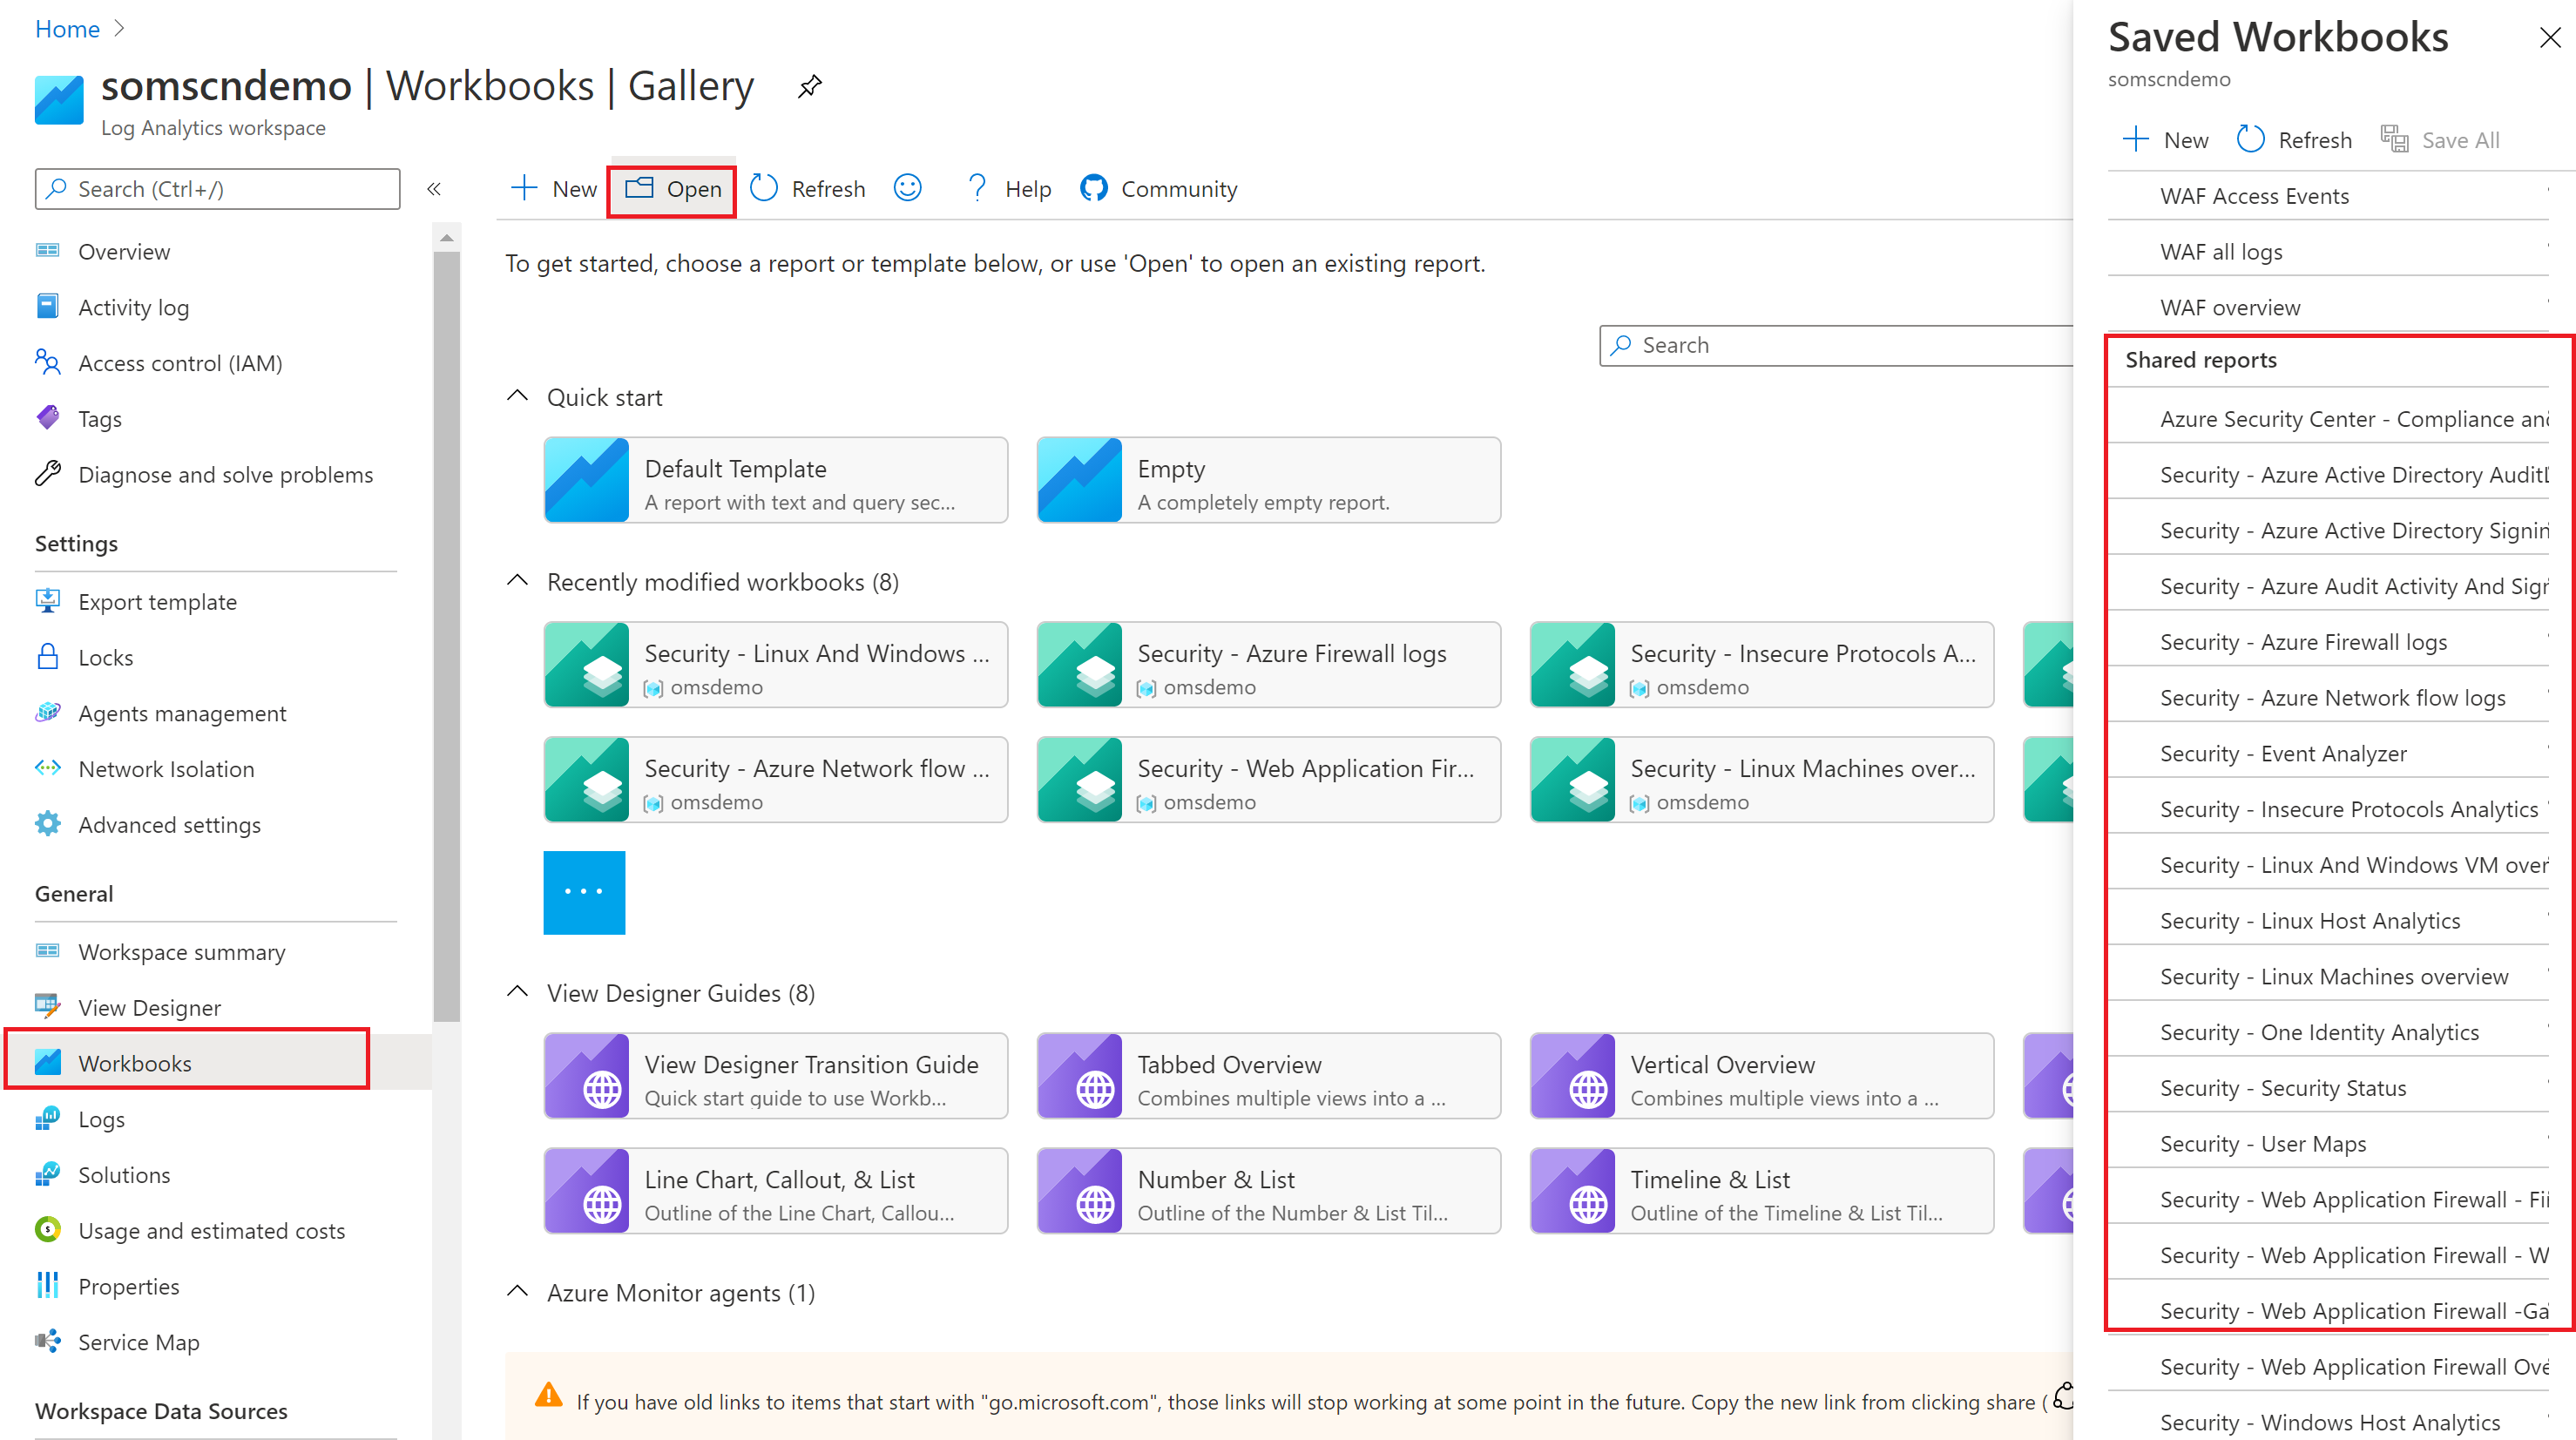 Home
somscndemo | Workbooks | Gallery
Log Analytics workspace
Search (Ctrl+/)
«
Overview
Activity log
Access control (IAM)
Tags
Diagnose and solve problems
Settings
Export template
Locks
Agents management
Network Isolation
Advanced settings
General
Workspace summary
View Designer
Workbooks
Logs
Solutions
Usage and estimated costs
Properties
Service Map
Workspace Data Sources
New Open Refresh Help Community
To get started, choose a report or template below, or use 'Open' to open an existing report.
Search
Quick start
Default Template
A report with text and query sec...
Empty
A completely empty report.
Recently modified workbooks (8)
Security - Linux And Windows ...
omsdemo
Security - Azure Firewall logs
omsdemo
Security - Insecure Protocols A...
omsdemo
Security - Azure Network flow ...
omsdemo
Security - Web Application Fir...
omsdemo
Security - Linux Machines over...
omsdemo
...
View Designer Guides (8)
View Designer Transition Guide
Quick start guide to use Workb...
Tabbed Overview
Combines multiple views into a ...
Vertical Overview
Combines multiple views into a ...
Line Chart, Callout, & List
Outline of the Line Chart, Callou...
Number & List
Outline of the Number & List Til...
Timeline & List
Outline of the Timeline & List Til...
Azure Monitor agents (1)
If you have old links to items that start with "go.microsoft.com", those links will stop working at some point in the future. Copy the new link from clicking share (
Saved Workbooks
somscndemo
New Refresh Save All
WAF Access Events
WAF all logs
WAF overview
Shared reports
Azure Security Center - Compliance and
Security - Azure Active Directory Audit
Security - Azure Active Directory Signin
Security - Azure Audit Activity And Sign
Security - Azure Firewall logs
Security - Azure Network flow logs
Security - Event Analyzer
Security - Insecure Protocols Analytics
Security - Linux And Windows VM over
Security - Linux Host Analytics
Security - Linux Machines overview
Security - One Identity Analytics
Security - Security Status
Security - User Maps
Security - Web Application Firewall - Fi
Security - Web Application Firewall - W
Security - Web Application Firewall -Ga
Security - Web Application Firewall Ove
Security - Windows Host Analytics